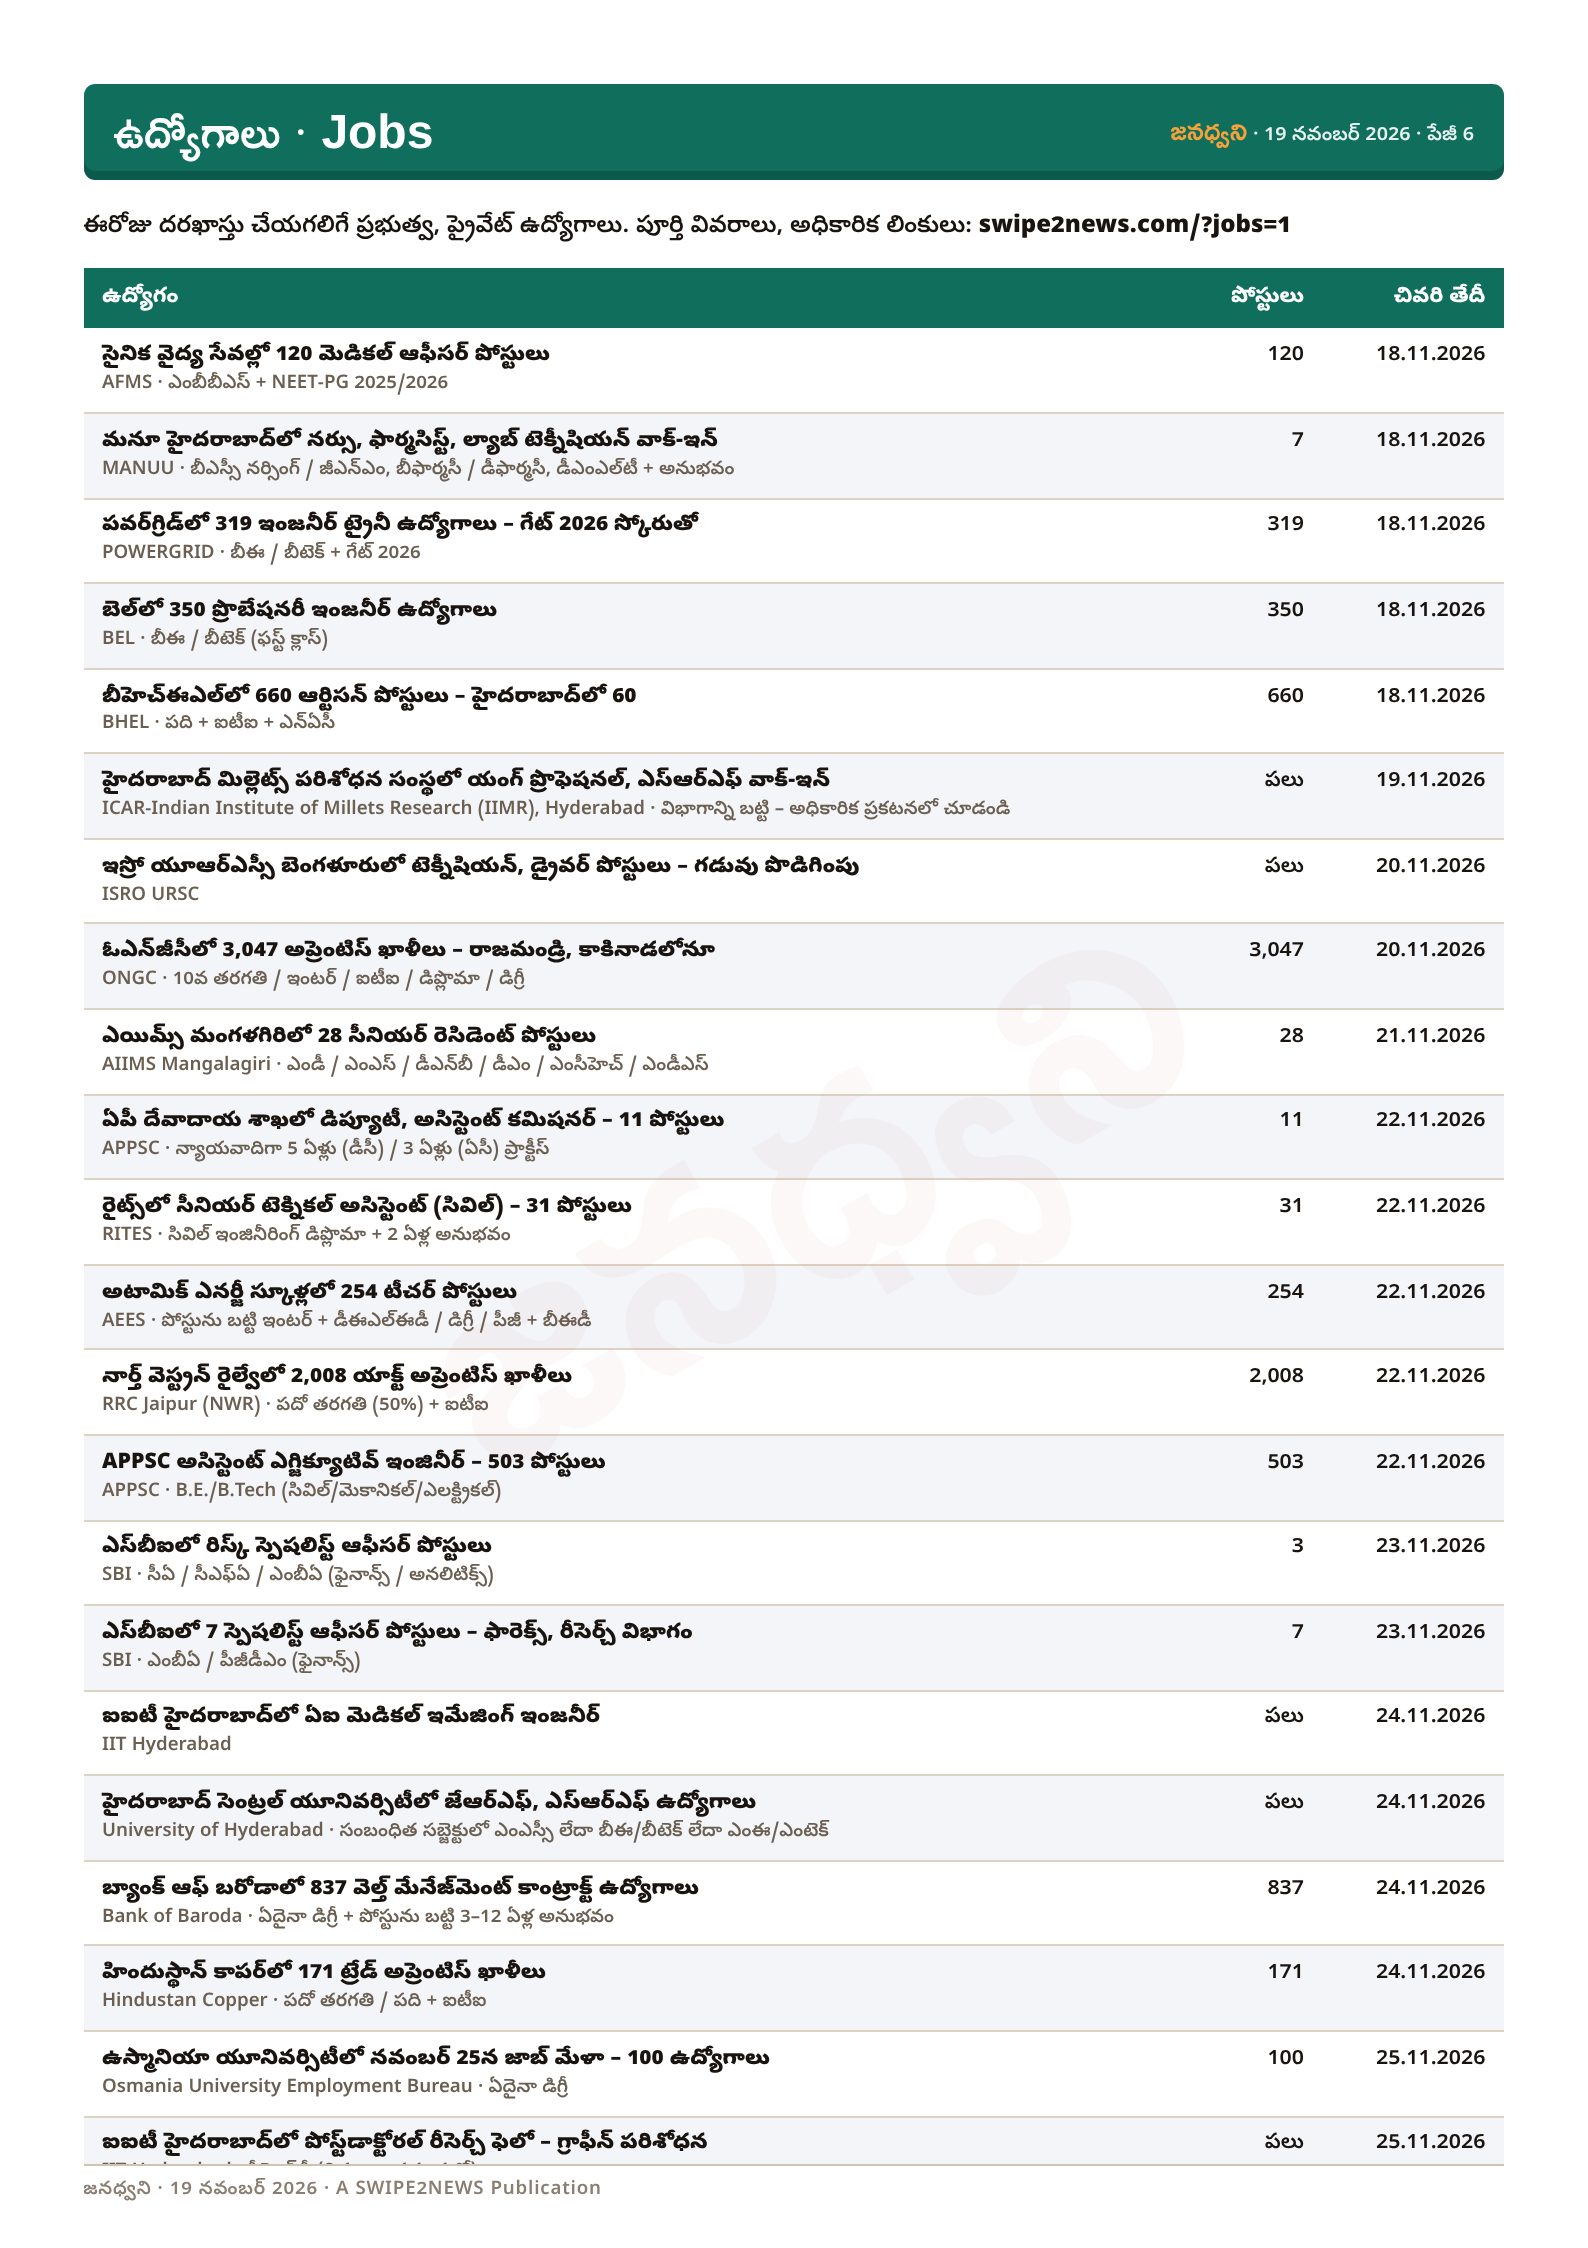 ఉద్యోగాలు · Jobs
జనధ్వని · 19 నవంబర్ 2026 · పేజీ 6
ఈరోజు దరఖాస్తు చేయగలిగే ప్రభుత్వ, ప్రైవేట్ ఉద్యోగాలు. పూర్తి వివరాలు, అధికారిక లింకులు: swipe2news.com/?jobs=1
ఉద్యోగం పోస్టులు చివరి తేదీ
సైనిక వైద్య సేవల్లో 120 మెడికల్ ఆఫీసర్ పోస్టులు 120 18.11.2026
AFMS · ఎంబీబీఎస్ + NEET-PG 2025/2026
మనూ హైదరాబాద్‌లో నర్సు, ఫార్మసిస్ట్, ల్యాబ్ టెక్నీషియన్ వాక్-ఇన్ 7 18.11.2026
MANUU · బీఎస్సీ నర్సింగ్ / జీఎన్ఎం, బీఫార్మసీ / డీఫార్మసీ, డీఎంఎల్‌టీ + అనుభవం
పవర్‌గ్రిడ్‌లో 319 ఇంజనీర్ ట్రైనీ ఉద్యోగాలు – గేట్ 2026 స్కోరుతో 319 18.11.2026
POWERGRID · బీఈ / బీటెక్ + గేట్ 2026
బెల్‌లో 350 ప్రొబేషనరీ ఇంజనీర్ ఉద్యోగాలు 350 18.11.2026
BEL · బీఈ / బీటెక్ (ఫస్ట్ క్లాస్)
బీహెచ్ఈఎల్‌లో 660 ఆర్టిసన్ పోస్టులు – హైదరాబాద్‌లో 60 660 18.11.2026
BHEL · పది + ఐటీఐ + ఎన్ఏసీ
హైదరాబాద్ మిల్లెట్స్ పరిశోధన సంస్థలో యంగ్ ప్రొఫెషనల్, ఎస్ఆర్ఎఫ్ వాక్-ఇన్ పలు 19.11.2026
ICAR-Indian Institute of Millets Research (IIMR), Hyderabad · విభాగాన్ని బట్టి – అధికారిక ప్రకటనలో చూడండి
ఇస్రో యూఆర్ఎస్సీ బెంగళూరులో టెక్నీషియన్, డ్రైవర్ పోస్టులు – గడువు పొడిగింపు పలు 20.11.2026
ISRO URSC
ఓఎన్‌జీసీలో 3,047 అప్రెంటిస్ ఖాళీలు – రాజమండ్రి, కాకినాడలోనూ 3,047 20.11.2026
ONGC · 10వ తరగతి / ఇంటర్ / ఐటీఐ / డిప్లొమా / డిగ్రీ
ఎయిమ్స్ మంగళగిరిలో 28 సీనియర్ రెసిడెంట్ పోస్టులు 28 21.11.2026
AIIMS Mangalagiri · ఎండీ / ఎంఎస్ / డీఎన్‌బీ / డీఎం / ఎంసీహెచ్ / ఎండీఎస్
ఏపీ దేవాదాయ శాఖలో డిప్యూటీ, అసిస్టెంట్ కమిషనర్ – 11 పోస్టులు 11 22.11.2026
APPSC · న్యాయవాదిగా 5 ఏళ్లు (డీసీ) / 3 ఏళ్లు (ఏసీ) ప్రాక్టీస్
రైట్స్‌లో సీనియర్ టెక్నికల్ అసిస్టెంట్ (సివిల్) – 31 పోస్టులు 31 22.11.2026
RITES · సివిల్ ఇంజినీరింగ్ డిప్లొమా + 2 ఏళ్ల అనుభవం
అటామిక్ ఎనర్జీ స్కూళ్లలో 254 టీచర్ పోస్టులు 254 22.11.2026
AEES · పోస్టును బట్టి ఇంటర్ + డీఈఎల్ఈడీ / డిగ్రీ / పీజీ + బీఈడీ
నార్త్ వెస్ట్రన్ రైల్వేలో 2,008 యాక్ట్ అప్రెంటిస్ ఖాళీలు 2,008 22.11.2026
RRC Jaipur (NWR) · పదో తరగతి (50%) + ఐటీఐ
APPSC అసిస్టెంట్ ఎగ్జిక్యూటివ్ ఇంజినీర్ – 503 పోస్టులు 503 22.11.2026
APPSC · B.E./B.Tech (సివిల్/మెకానికల్/ఎలక్ట్రికల్)
ఎస్‌బీఐలో రిస్క్ స్పెషలిస్ట్ ఆఫీసర్ పోస్టులు 3 23.11.2026
SBI · సీఏ / సీఎఫ్ఏ / ఎంబీఏ (ఫైనాన్స్ / అనలిటిక్స్)
ఎస్‌బీఐలో 7 స్పెషలిస్ట్ ఆఫీసర్ పోస్టులు – ఫారెక్స్, రీసెర్చ్ విభాగం 7 23.11.2026
SBI · ఎంబీఏ / పీజీడీఎం (ఫైనాన్స్)
ఐఐటీ హైదరాబాద్‌లో ఏఐ మెడికల్ ఇమేజింగ్ ఇంజనీర్ పలు 24.11.2026
IIT Hyderabad
హైదరాబాద్ సెంట్రల్ యూనివర్సిటీలో జేఆర్ఎఫ్, ఎస్ఆర్ఎఫ్ ఉద్యోగాలు పలు 24.11.2026
University of Hyderabad · సంబంధిత సబ్జెక్టులో ఎంఎస్సీ లేదా బీఈ/బీటెక్ లేదా ఎంఈ/ఎంటెక్
బ్యాంక్ ఆఫ్ బరోడాలో 837 వెల్త్ మేనేజ్‌మెంట్ కాంట్రాక్ట్ ఉద్యోగాలు 837 24.11.2026
Bank of Baroda · ఏదైనా డిగ్రీ + పోస్టును బట్టి 3–12 ఏళ్ల అనుభవం
హిందుస్థాన్ కాపర్‌లో 171 ట్రేడ్ అప్రెంటిస్ ఖాళీలు 171 24.11.2026
Hindustan Copper · పదో తరగతి / పది + ఐటీఐ
ఉస్మానియా యూనివర్సిటీలో నవంబర్ 25న జాబ్ మేళా – 100 ఉద్యోగాలు 100 25.11.2026
Osmania University Employment Bureau · ఏదైనా డిగ్రీ
ఐఐటీ హైదరాబాద్‌లో పోస్ట్‌డాక్టోరల్ రీసెర్చ్ ఫెలో – గ్రాఫీన్ పరిశోధన పలు 25.11.2026
జనధ్వని · 19 నవంబర్ 2026 · A SWIPE2NEWS Publication
జనధ్వని